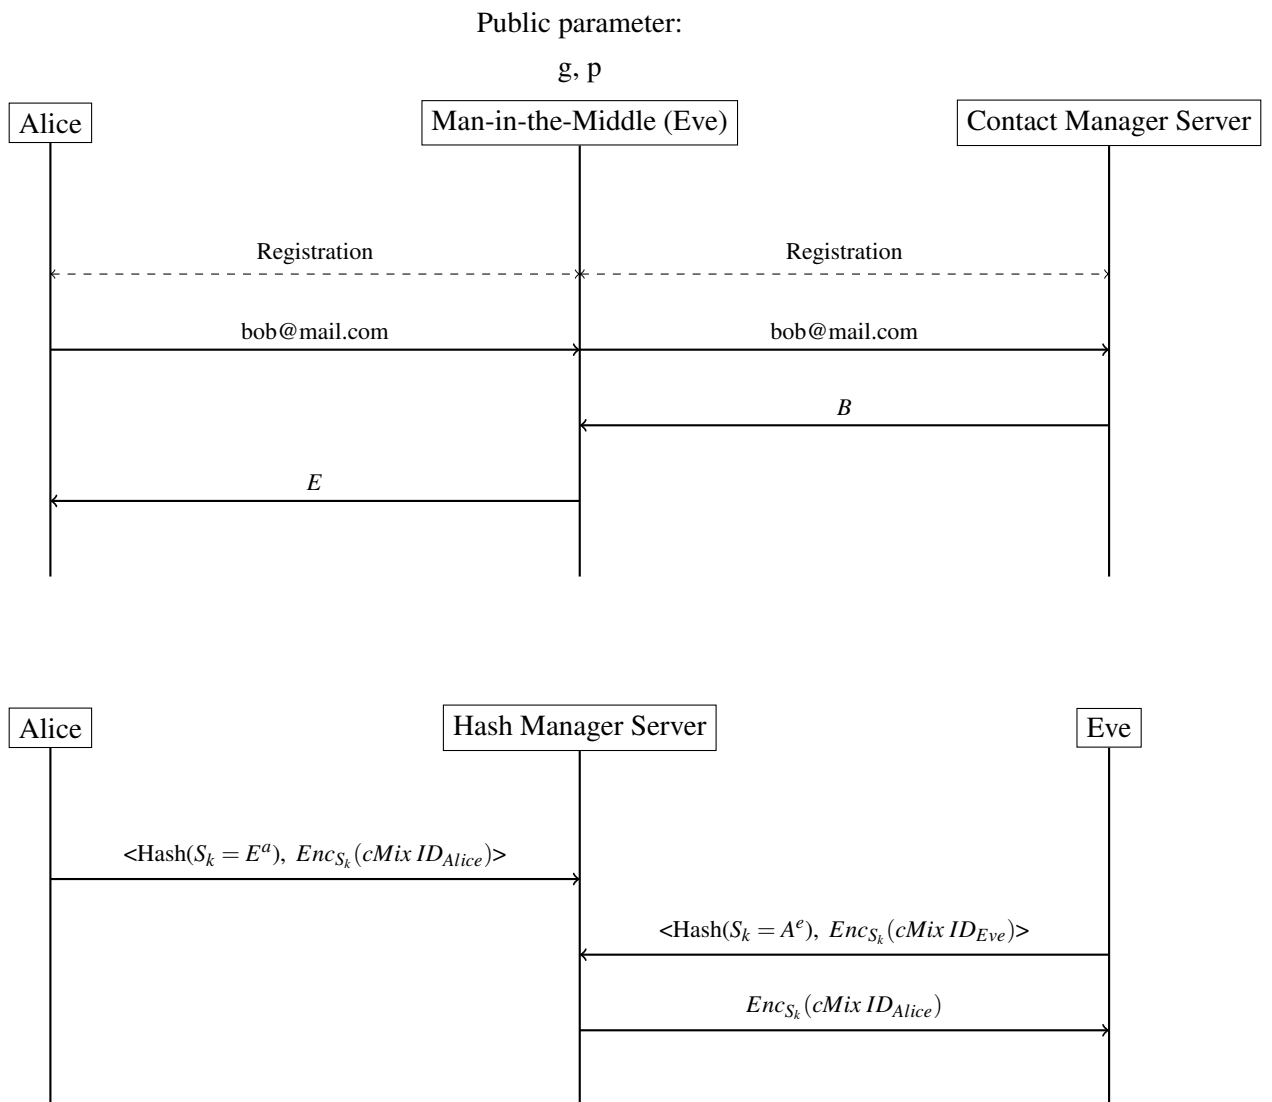 Public parameter:
g, p
Alice
Man-in-the-Middle (Eve)
Contact Manager Server
Registration
Registration
bob@mail.com
bob@mail.com
B
E
Alice
Hash Manager Server
Eve
<Hash(S_k = E^a), Enc_{S_k}(cMix ID_{Alice})>
<Hash(S_k = A^e), Enc_{S_k}(cMix ID_{Eve})>
Enc_{S_k}(cMix ID_{Alice})